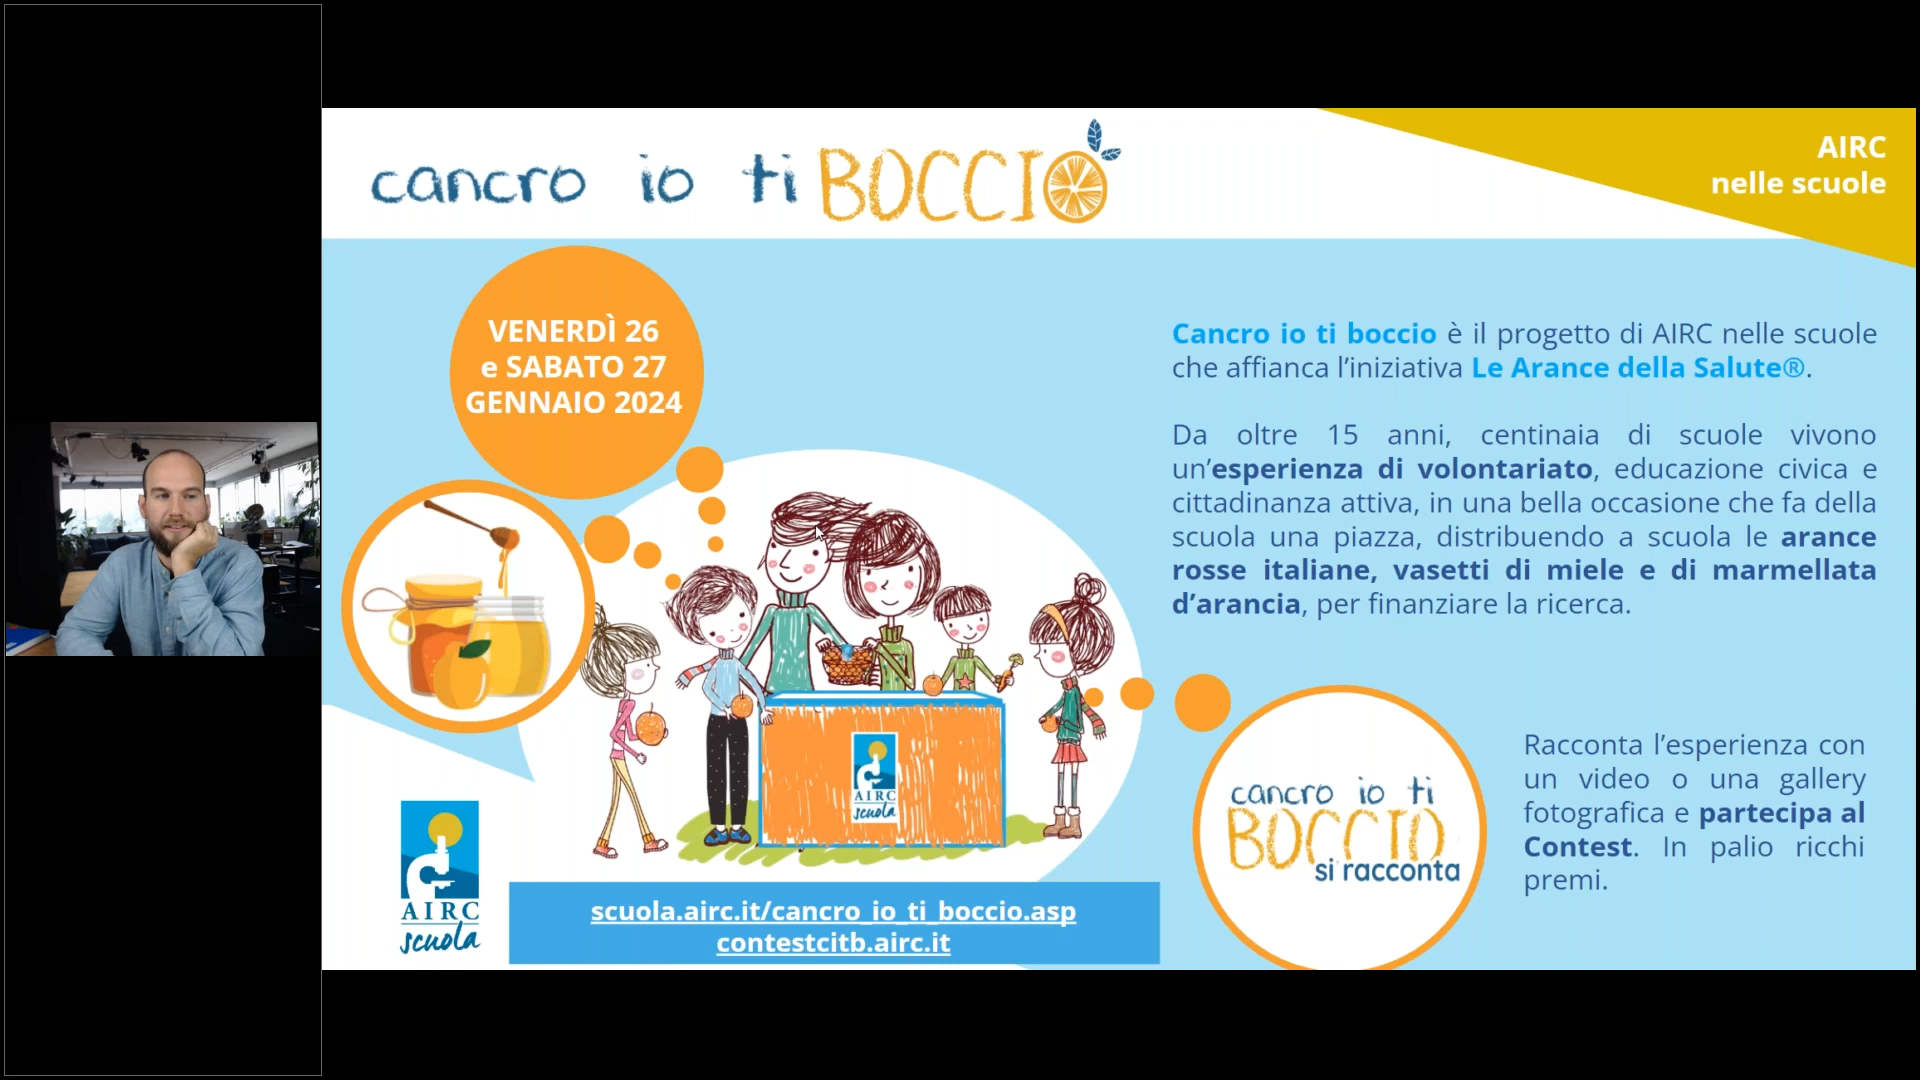 cancro io ti BOCCIO
AIRC
nelle scuole
VENERDÌ 26
e SABATO 27
GENNAIO 2024
Cancro io ti boccio è il progetto di AIRC nelle scuole
che affianca l’iniziativa Le Arance della Salute®.
Da oltre 15 anni, centinaia di scuole vivono
un’esperienza di volontariato, educazione civica e
cittadinanza attiva, in una bella occasione che fa della
scuola una piazza, distribuendo a scuola le arance
rosse italiane, vasetti di miele e di marmellata
d’arancia, per finanziare la ricerca.
AIRC
scuola
cancro io ti
BOCCIO
si racconta
Racconta l’esperienza con
un video o una gallery
fotografica e partecipa al
Contest. In palio ricchi
premi.
AIRC
scuola
scuola.airc.it/cancro_io_ti_boccio.asp
contestcitb.airc.it